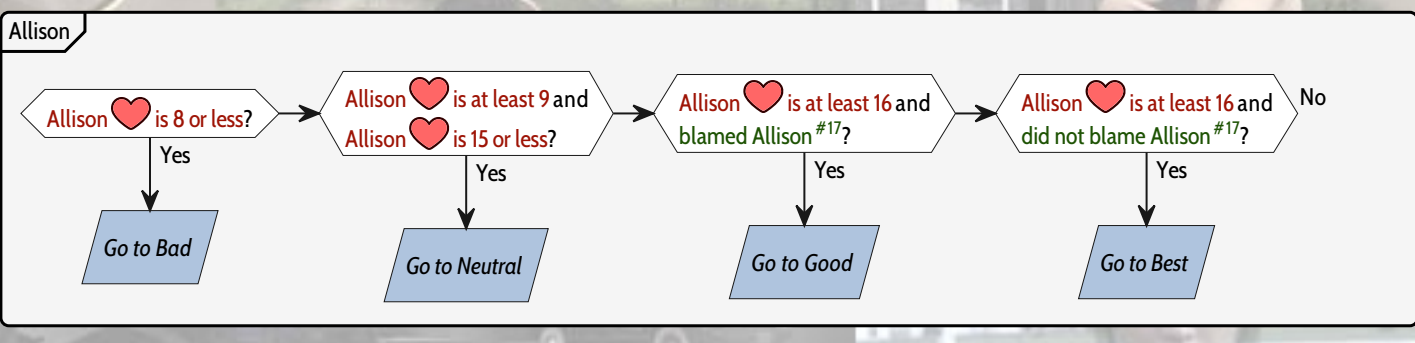 Allison
Allison is 8 or less?
Yes
Go to Bad
Allison is at least 9 and
Allison is 15 or less?
Yes
Go to Neutral
Allison is at least 16 and
blamed Allison #17?
Yes
Go to Good
Allison is at least 16 and
did not blame Allison #17?
Yes
Go to Best
No